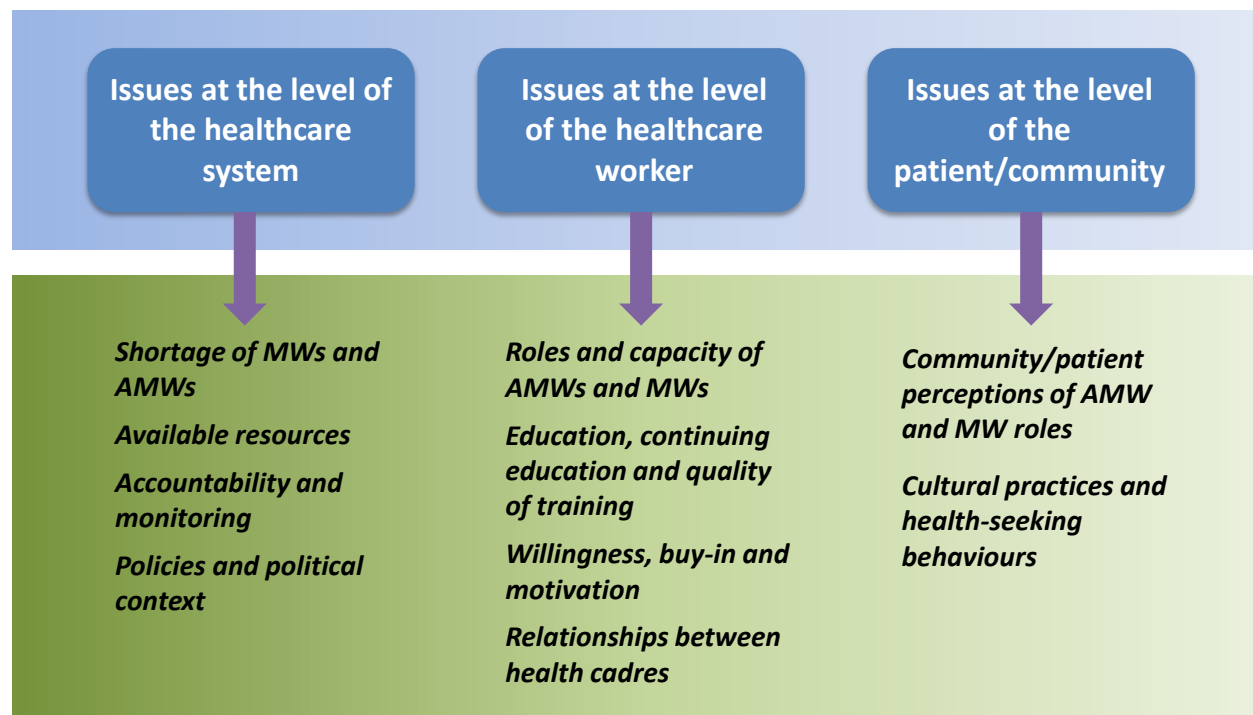 Issues at the level of
the healthcare
system
Issues at the level
of the healthcare
worker
Issues at the level
of the
patient/community
Shortage of MWs and
AMWs
Available resources
Accountability and
monitoring
Policies and political
context
Roles and capacity of
AMWs and MWs
Education, continuing
education and quality
of training
Willingness, buy-in and
motivation
Relationships between
health cadres
Community/patient
perceptions of AMW
and MW roles
Cultural practices and
health-seeking
behaviours